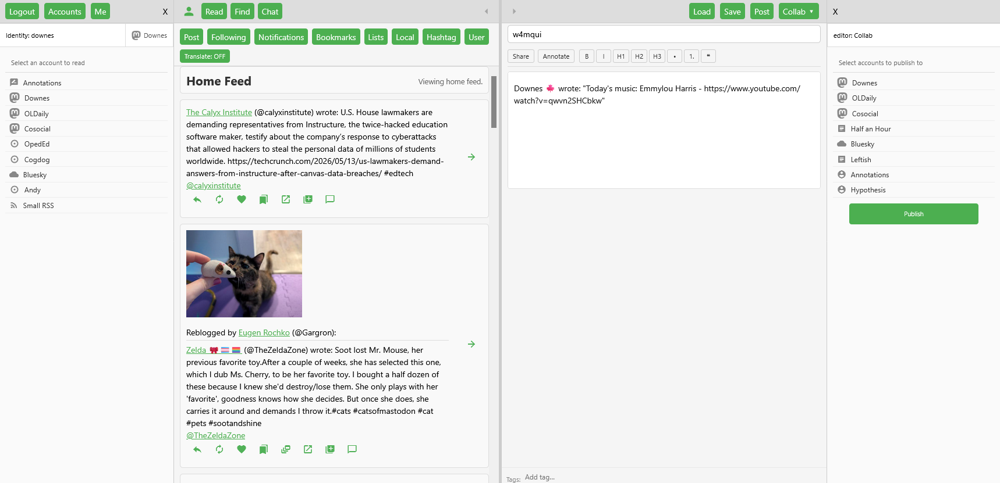 Logout Accounts Me X
Identity: downes Downes
Select an account to read
Annotations
Downes
OLDaily
Cosocial
OpedEd
Cogdog
Bluesky
Andy
Small RSS
Read Find Chat
Post Following Notifications Bookmarks Lists Local Hashtag User
Translate: OFF
Home Feed Viewing home feed.
The Calyx Institute (@calyxinstitute) wrote: U.S. House lawmakers are
demanding representatives from Instructure, the twice-hacked education
software maker, testify about the company’s response to cyberattacks
that allowed hackers to steal the personal data of millions of students
worldwide. https://techcrunch.com/2026/05/13/us-lawmakers-demand-
answers-from-instructure-after-canvas-data-breaches/ #edtech
@calyxinstitute
Reblogged by Eugen Rochko (@Gargron):
Zelda 🎀 🏳️‍⚧️ 🏳️‍🌈 (@TheZeldaZone) wrote: Soot lost Mr. Mouse, her
previous favorite toy.After a couple of weeks, she has selected this one,
which I dub Ms. Cherry, to be her favorite toy. I bought a half dozen of
these because I knew she'd destroy/lose them. She only plays with her
'favorite', goodness knows how she decides. But once she does, she
carries it around and demands I throw it.#cats #catsofmastodon #cat
#pets #sootandshine
@TheZeldaZone
Load Save Post Collab ▼
w4mqui
Share Annotate B I H1 H2 H3 • 1. ❝
Downes 🍁 wrote: "Today's music: Emmylou Harris - https://www.youtube.com/
watch?v=qwvn2SHCbkw"
Tags: Add tag...
X
editor: Collab
Select accounts to publish to
Downes
OLDaily
Cosocial
Half an Hour
Bluesky
Leftish
Annotations
Hypothesis
Publish